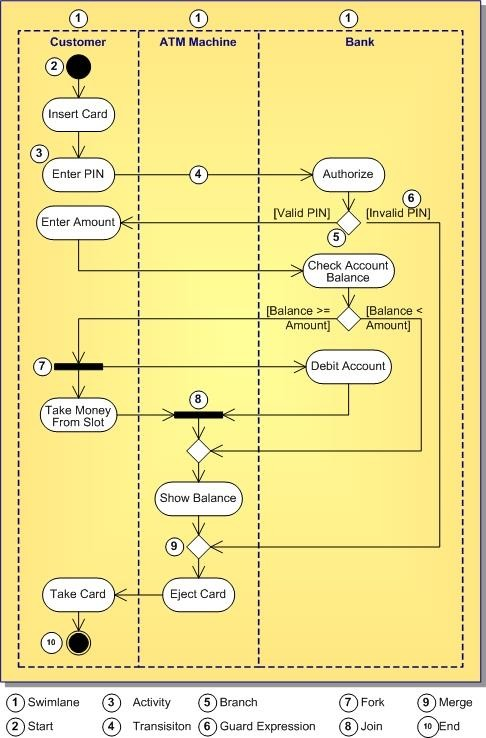 1 1 1
Customer ATM Machine Bank
2
Insert Card
3
Enter PIN 4 Authorize
6
Enter Amount [Valid PIN] [Invalid PIN]
5
Check Account
Balance
[Balance >= [Balance <
Amount] Amount]
7 Debit Account
8
Take Money
From Slot
Show Balance
9
Take Card Eject Card
10
1 Swimlane 3 Activity 5 Branch 7 Fork 9 Merge
2 Start 4 Transisiton 6 Guard Expression 8 Join 10 End